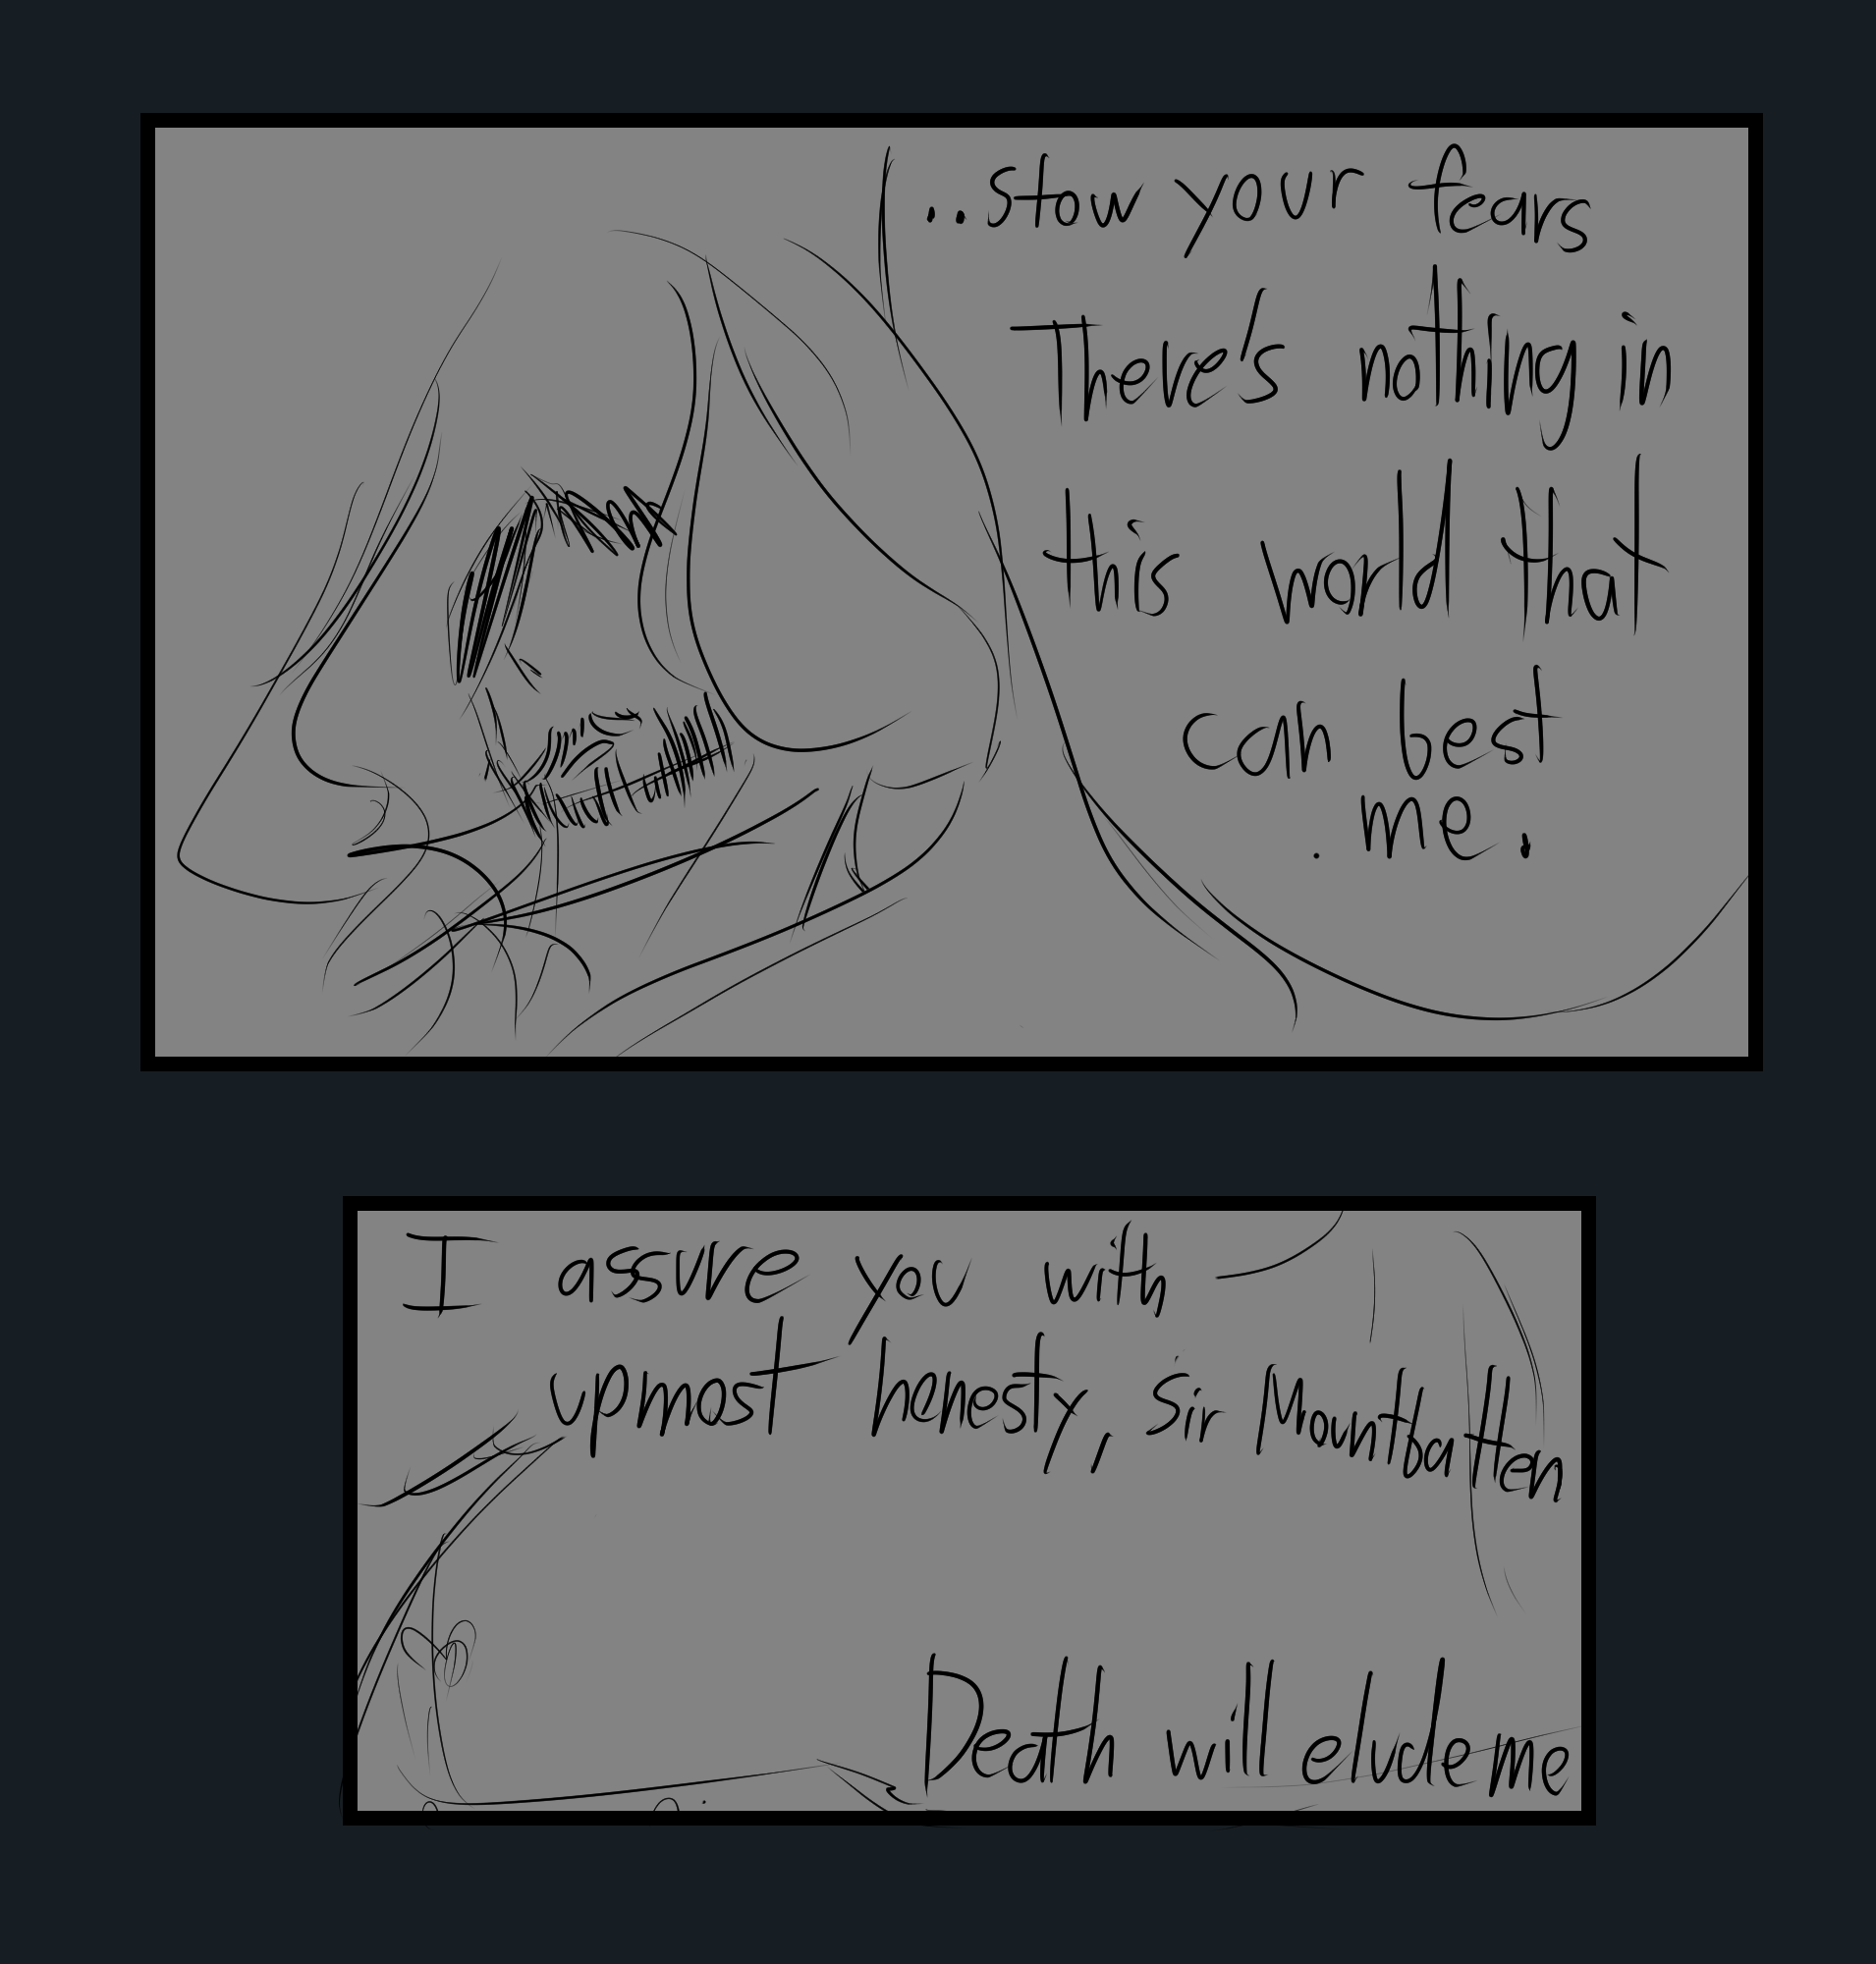 ..stow your fears
There's nothing in
this world that
can best
me.
I assure you with
upmost honesty, sir Mountbatten
Death will elude me